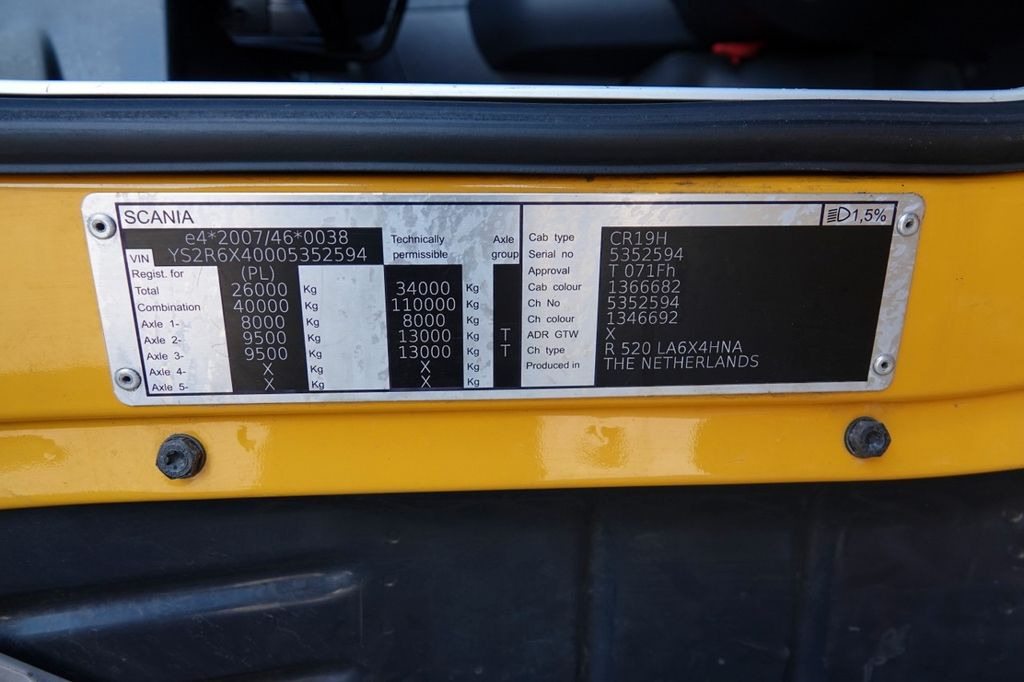 SCANIA
1,5%
e4*2007/46*0038 Technically permissible Axle group
VIN YS2R6X40005352594
Regist. for (PL)
Total 26000 Kg 34000 Kg
Combination 40000 Kg 110000 Kg
Axle 1- 8000 Kg 8000 Kg
Axle 2- 9500 Kg 13000 Kg T
Axle 3- 9500 Kg 13000 Kg T
Axle 4- X Kg X Kg
Axle 5- X Kg X Kg
Cab type CR19H
Serial no 5352594
Approval T 071Fh
Cab colour 1366682
Ch No 5352594
Ch colour 1346692
ADR GTW X
Ch type R 520 LA6X4HNA
Produced in THE NETHERLANDS